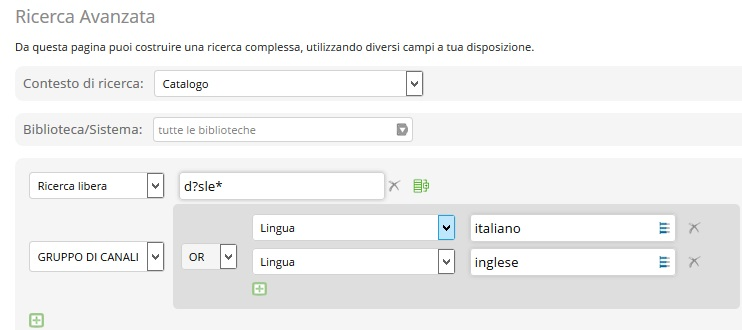 Ricerca Avanzata
Da questa pagina puoi costruire una ricerca complessa, utilizzando diversi campi a tua disposizione.
Contesto di ricerca: Catalogo
Biblioteca/Sistema: tutte le biblioteche
Ricerca libera d?sle*
Lingua italiano
GRUPPO DI CANALI OR
Lingua inglese